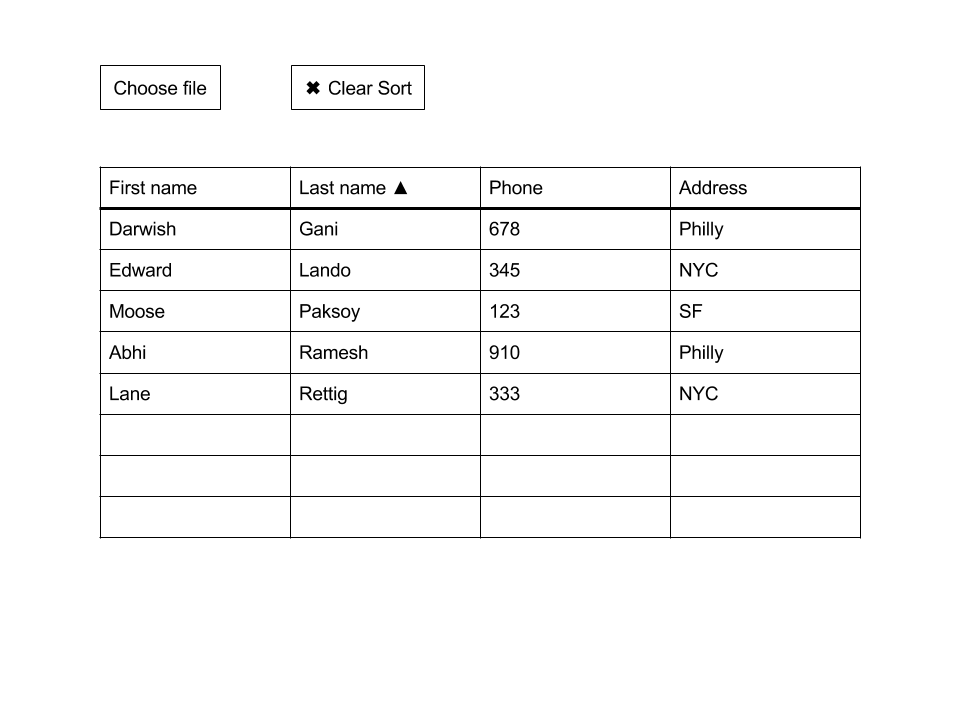 Choose file ✖ Clear Sort
First name Last name ▲ Phone Address
Darwish Gani 678 Philly
Edward Lando 345 NYC
Moose Paksoy 123 SF
Abhi Ramesh 910 Philly
Lane Rettig 333 NYC